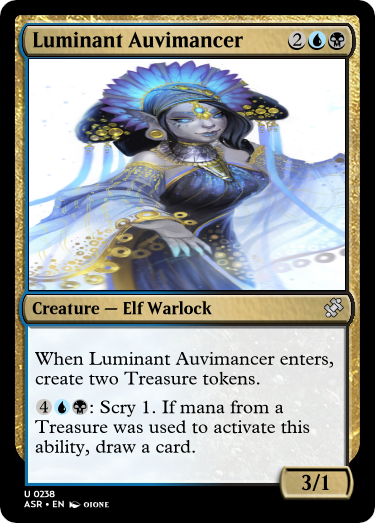 Luminant Auvimancer 2
Creature — Elf Warlock
When Luminant Auvimancer enters,
create two Treasure tokens.
4: Scry 1. If mana from a
Treasure was used to activate this
ability, draw a card.
3/1
U 0238
ASR • EN OIONE